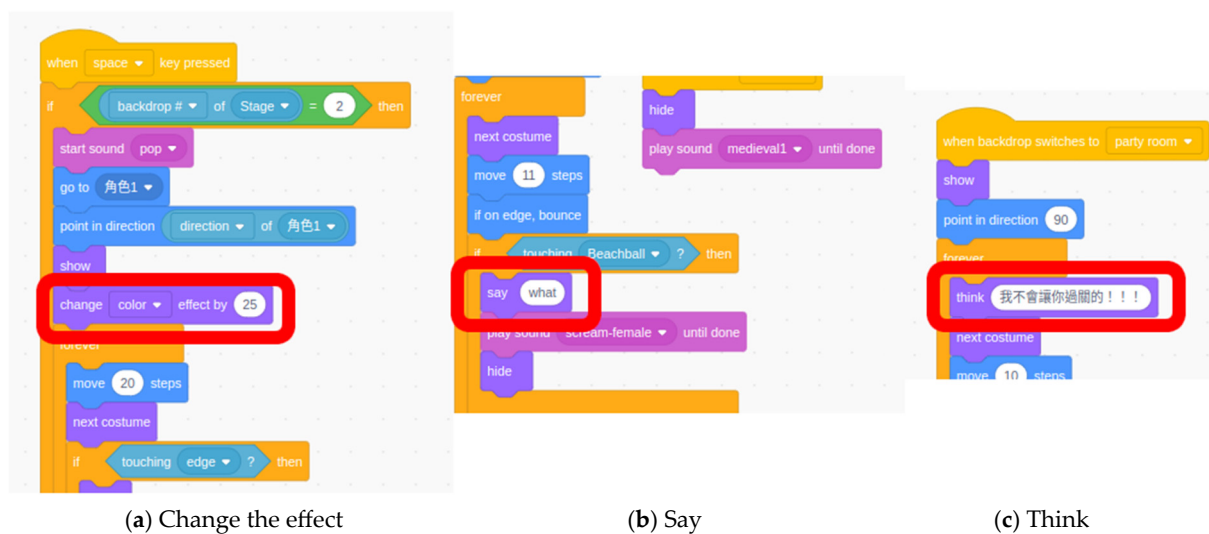 when space key pressed
if backdrop # of Stage = 2 then
start sound pop
go to 角色1
point in direction direction of 角色1
show
change color effect by 25
forever
move 20 steps
next costume
if touching edge ? then
forever
next costume
move 11 steps
if on edge, bounce
if touching Beachball ? then
say what
play sound scream-female until done
hide
hide
play sound medieval1 until done
when backdrop switches to party room
show
point in direction 90
forever
think 我不會讓你過關的!!!
next costume
move 10 steps
(a) Change the effect
(b) Say
(c) Think